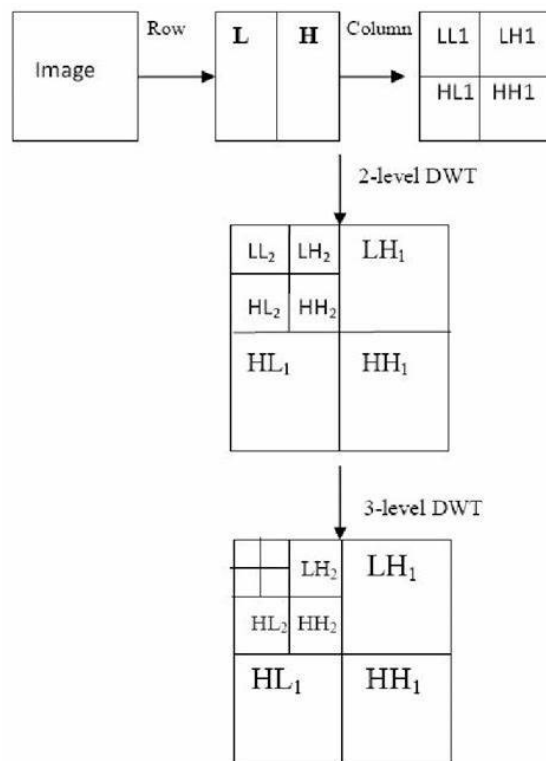 Row
Column
Image
L H
LL1 LH1
HL1 HH1
2-level DWT
LL₂ LH₂ LH₁
HL₂ HH₂
HL₁ HH₁
3-level DWT
LH₂ LH₁
HL₂ HH₂
HL₁ HH₁